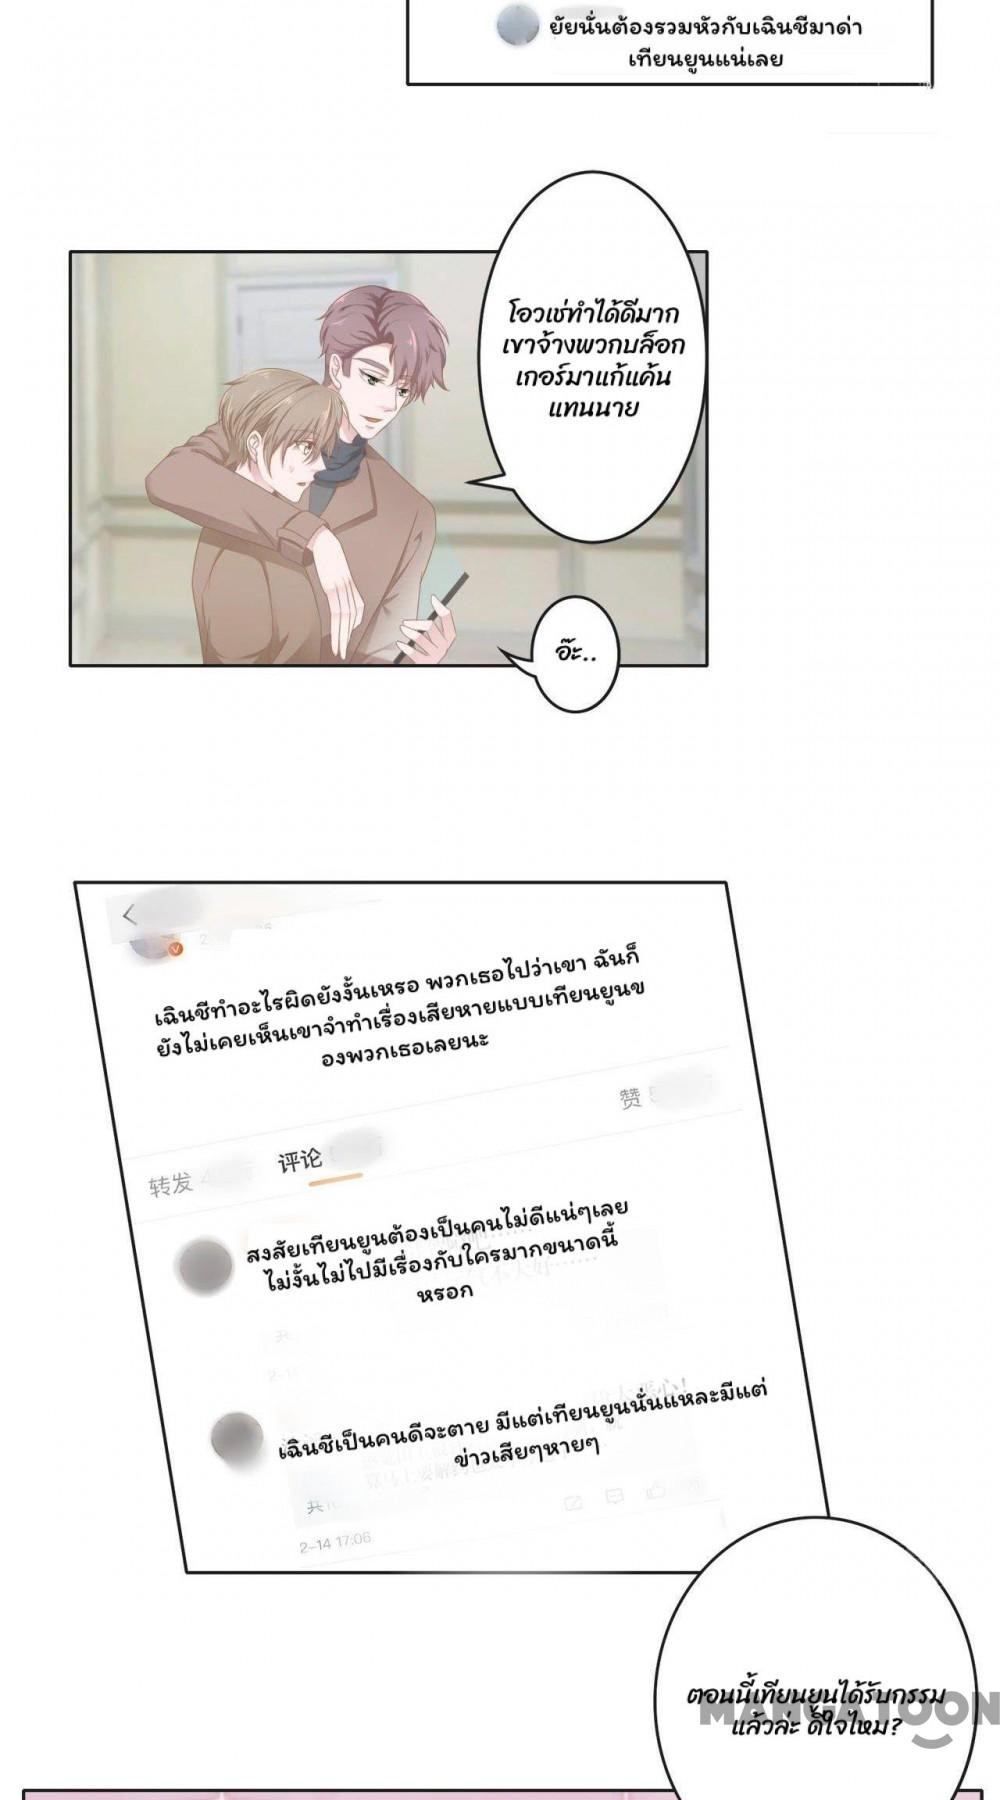 ยัยนั่นต้องรวมหัวกับเฉินชีมาด่า
เทียนยูนแน่เลย
โอวเช่ทำได้ดีมาก
เขาจ้างพวกบล็อก
เกอร์มาแก้แค้น
แทนนาย
อ๊ะ..
เฉินชีทำอะไรผิดยังงั้นเหรอ พวกเธอไปว่าเขา ฉันก็
ยังไม่เคยเห็นเขาจำทำเรื่องเสียหายแบบเทียนยูนข
องพวกเธอเลยนะ
赞
转发 评论
สงสัยเทียนยูนต้องเป็นคนไม่ดีแน่ๆเลย
ไม่งั้นไม่ไปมีเรื่องกับใครมากขนาดนี้
หรอก
เฉินชีเป็นคนดีจะตาย มีแต่เทียนยูนนั่นแหละมีแต่
ข่าวเสียๆหายๆ
2-14 17:06
ตอนนี้เทียนยูนได้รับกรรม
แล้วล่ะ ดีใจไหม?
MANGATOON